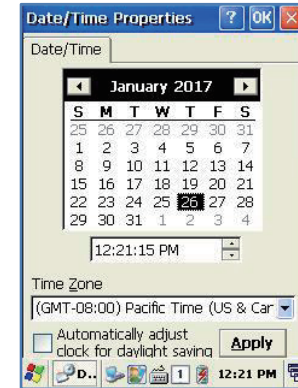 Date/Time Properties ? OK
Date/Time
January 2017
S M T W T F S
25 26 27 28 29 30 31
1 2 3 4 5 6 7
8 9 10 11 12 13 14
15 16 17 18 19 20 21
22 23 24 25 26 27 28
29 30 31 1 2 3 4
12:21:15 PM
Time Zone
(GMT-08:00) Pacific Time (US & Car
Automatically adjust
clock for daylight saving
Apply
D.. 1 12:21 PM